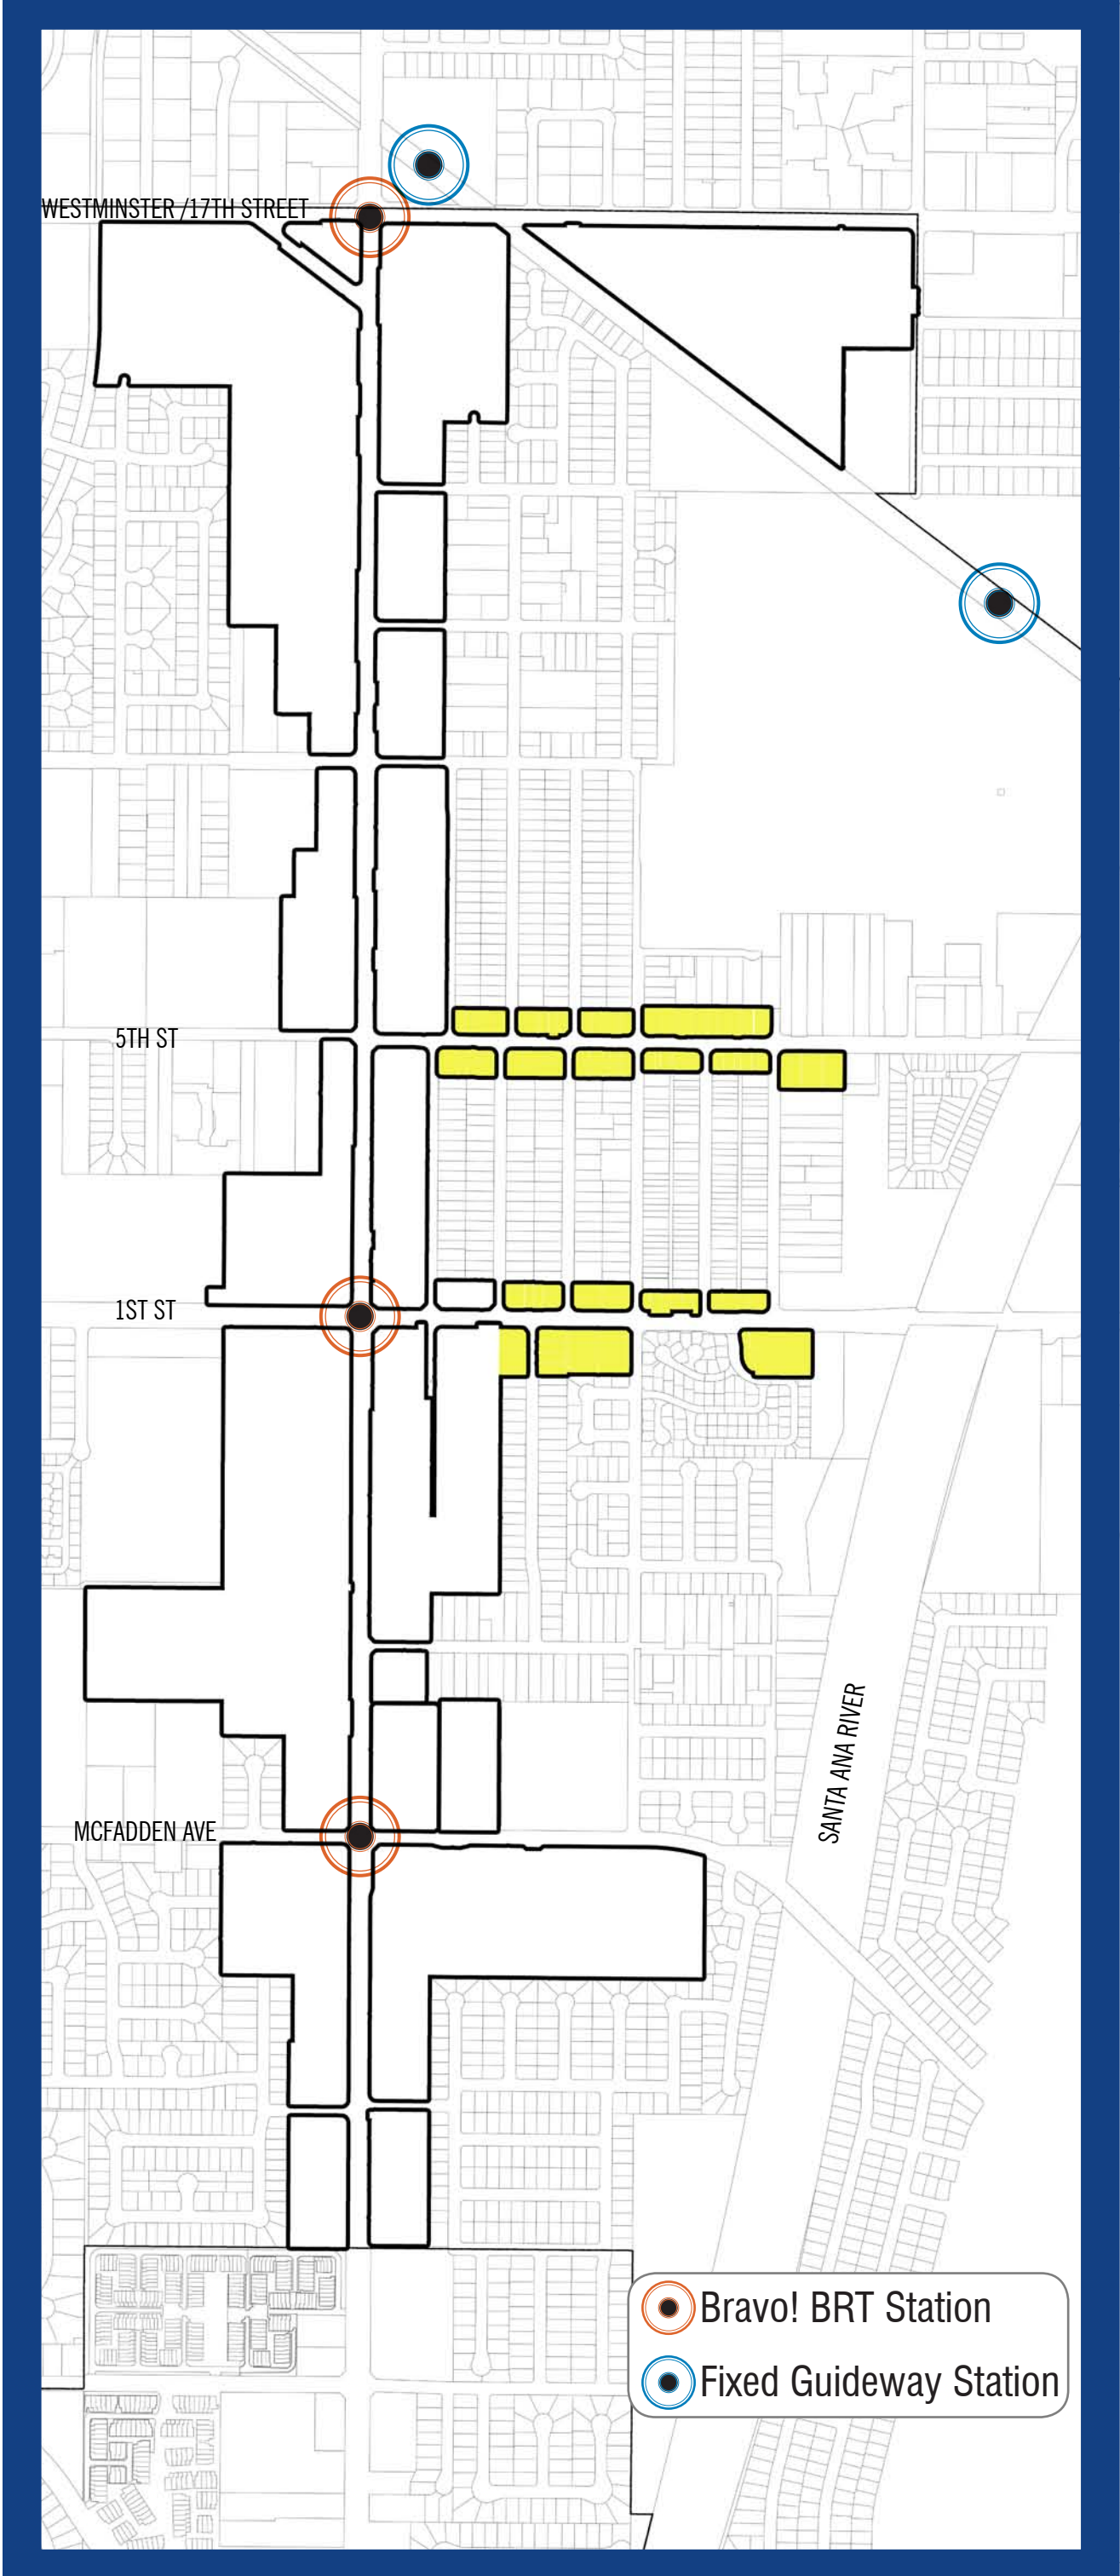 WESTMINSTER /17TH STREET
5TH ST
1ST ST
MCFADDEN AVE
SANTA ANA RIVER
Bravo! BRT Station
Fixed Guideway Station